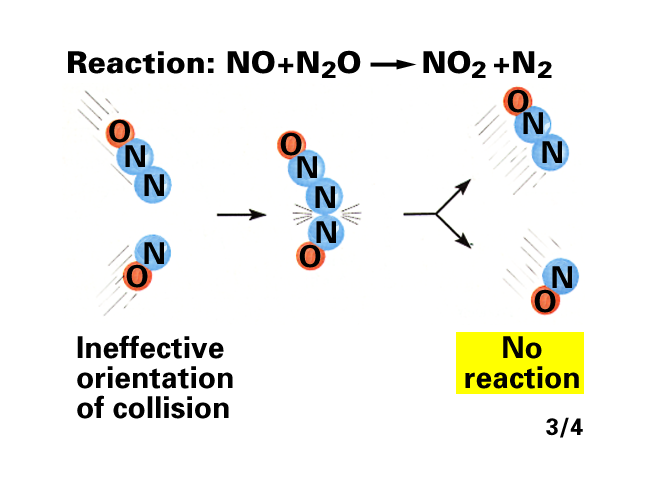 Reaction: NO+N₂O → NO₂ +N₂
O
N
N
N
O
O
N
N
N
O
O
N
N
N
O
Ineffective
orientation
of collision
No
reaction
3/4